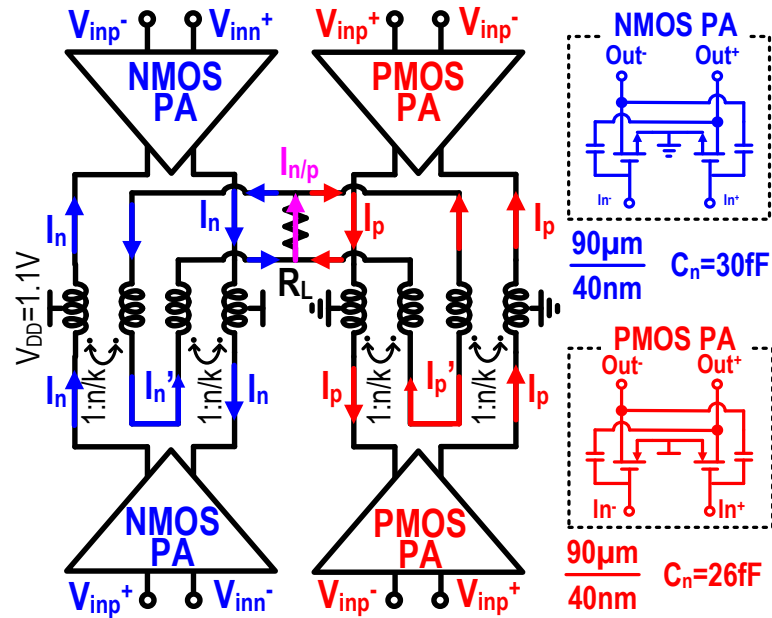 Vinp- Vinn+ Vinp+ Vinp-
NMOS PA
PMOS PA
In/p
In In Ip Ip
RL
VDD=1.1V
1:n/k 1:n/k 1:n/k 1:n/k
In In' In Ip Ip' Ip
NMOS PA
PMOS PA
Vinp+ Vinn- Vinp- Vinp+
NMOS PA
Out- Out+
In- In+
90µm
40nm
Cn=30fF
PMOS PA
Out- Out+
In- In+
90µm
40nm
Cn=26fF